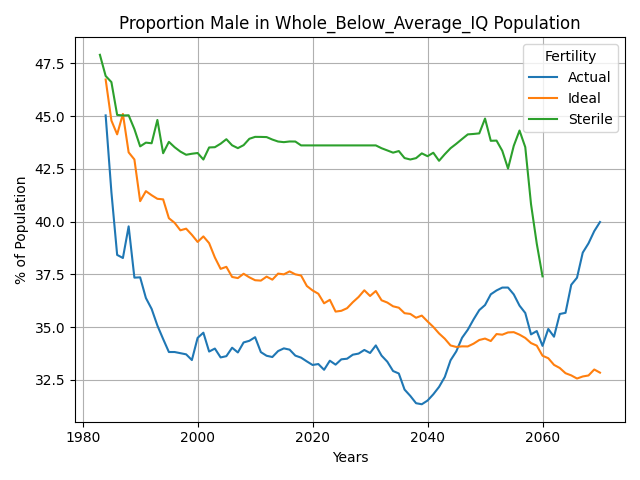 Proportion Male in Whole_Below_Average_IQ Population
% of Population
47.5
45.0
42.5
40.0
37.5
35.0
32.5
Fertility
Actual
Ideal
Sterile
1980
2000
2020
2040
2060
Years